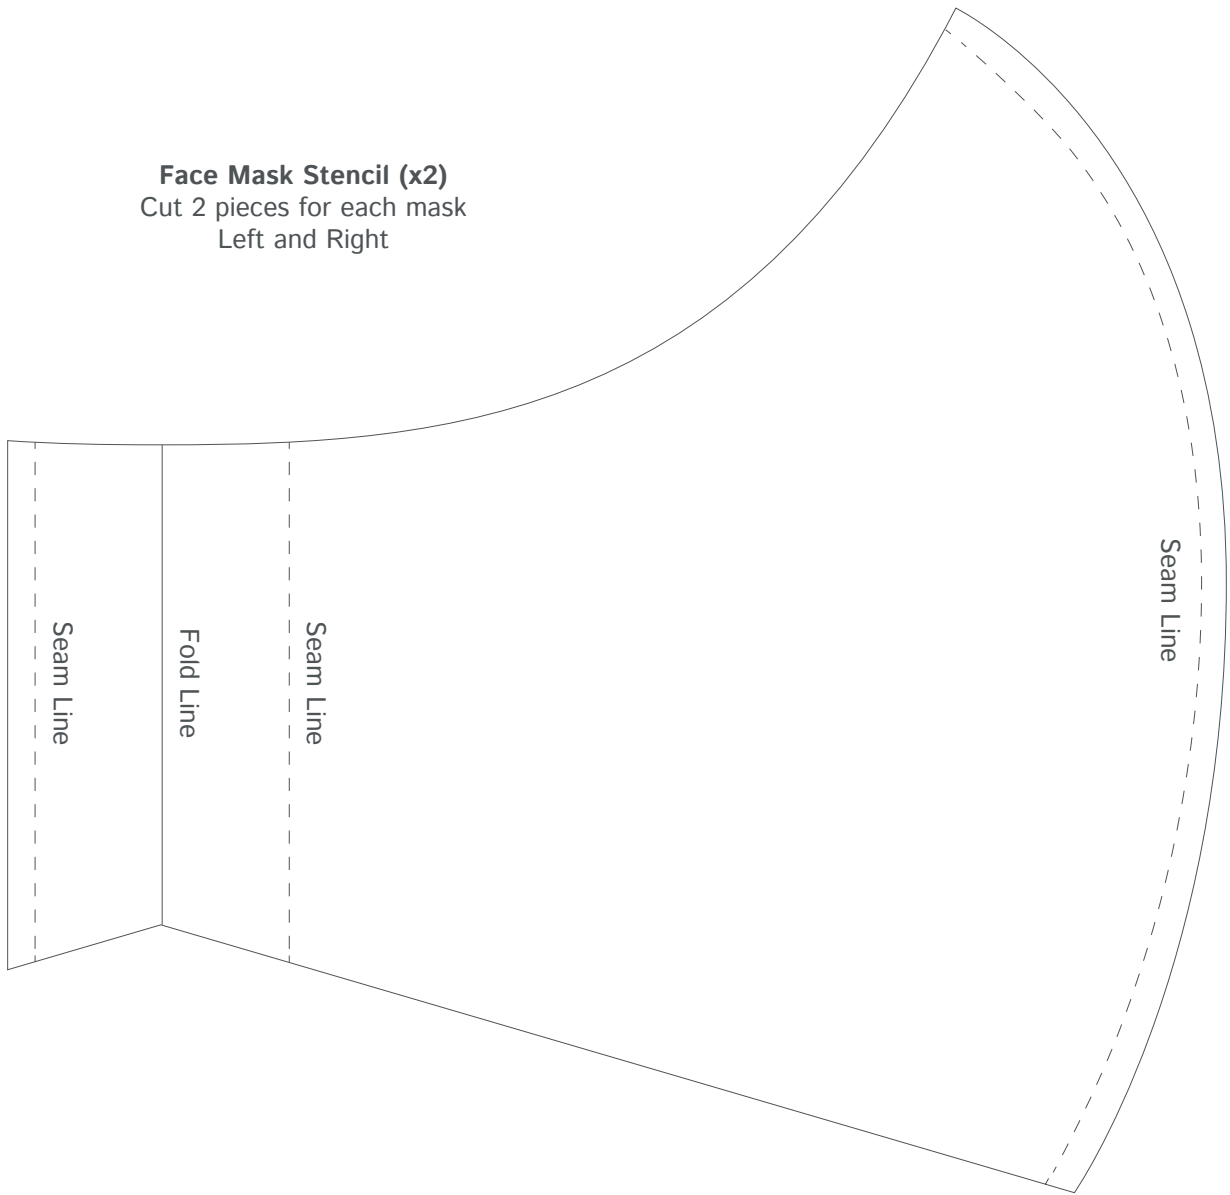 Face Mask Stencil (x2)
Cut 2 pieces for each mask
Left and Right
Seam Line
Fold Line
Seam Line
Seam Line